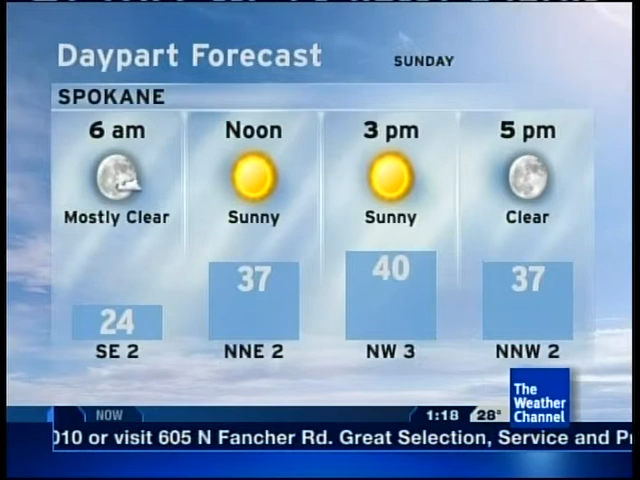 Daypart Forecast SUNDAY
SPOKANE
6 am Noon 3 pm 5 pm
Mostly Clear Sunny Sunny Clear
24 37 40 37
SE 2 NNE 2 NW 3 NNW 2
The
Weather
Channel
NOW 1:18 28°
010 or visit 605 N Fancher Rd. Great Selection, Service and Pr